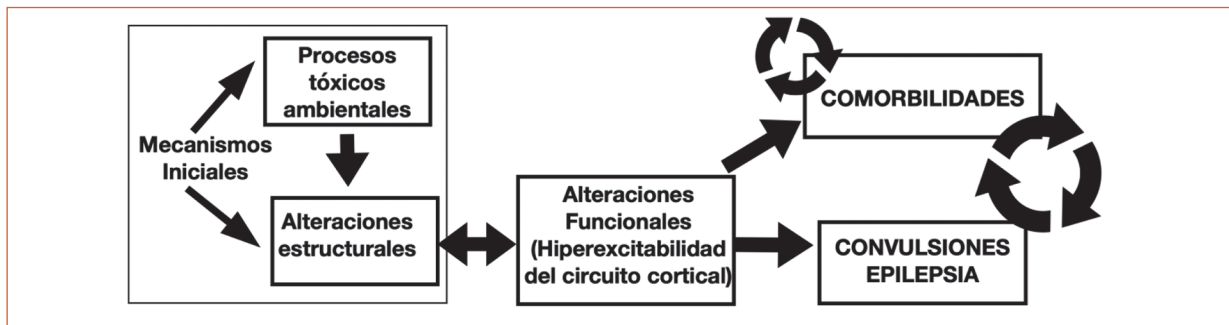 Procesos
tóxicos
ambientales
Mecanismos
Iniciales
Alteraciones
estructurales
Alteraciones
Funcionales
(Hiperexcitabilidad
del circuito cortical)
COMORBILIDADES
CONVULSIONES
EPILEPSIA